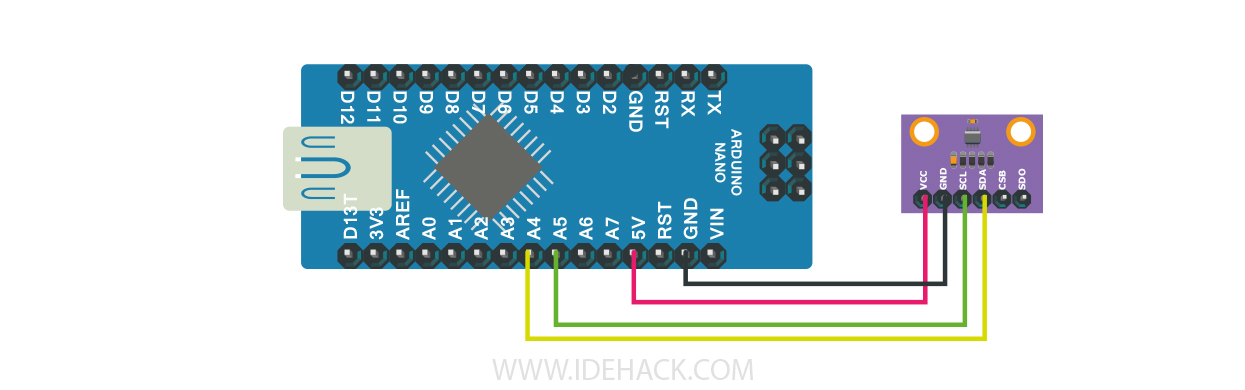 D12
D11
D10
D9
D8
D7
D6
D5
D4
D3
D2
GND
RST
RX
TX
ARDUINO
NANO
D13T
3V3
AREF
A0
A1
A2
A3
A4
A5
A6
A7
5V
RST
GND
VIN
VCC
GND
SCL
SDA
CSB
SDO
WWW.IDEHACK.COM